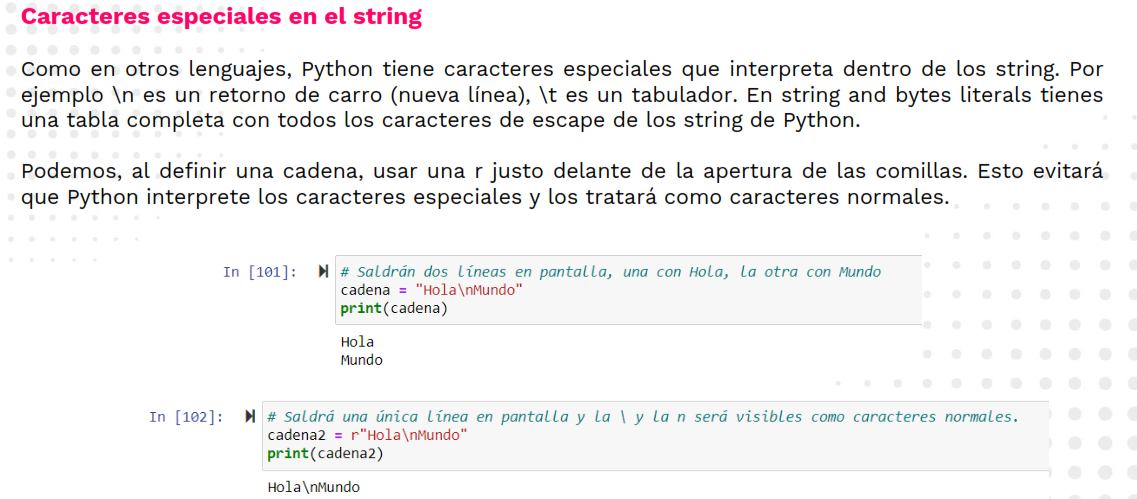 Caracteres especiales en el string
Como en otros lenguajes, Python tiene caracteres especiales que interpreta dentro de los string. Por
ejemplo \n es un retorno de carro (nueva línea), \t es un tabulador. En string and bytes literals tienes
una tabla completa con todos los caracteres de escape de los string de Python.
Podemos, al definir una cadena, usar una r justo delante de la apertura de las comillas. Esto evitará
que Python interprete los caracteres especiales y los tratará como caracteres normales.
In [101]: # Saldrán dos líneas en pantalla, una con Hola, la otra con Mundo
cadena = "Hola\nMundo"
print(cadena)
Hola
Mundo
In [102]: # Saldrá una única línea en pantalla y la \ y la n será visibles como caracteres normales.
cadena2 = r"Hola\nMundo"
print(cadena2)
Hola\nMundo